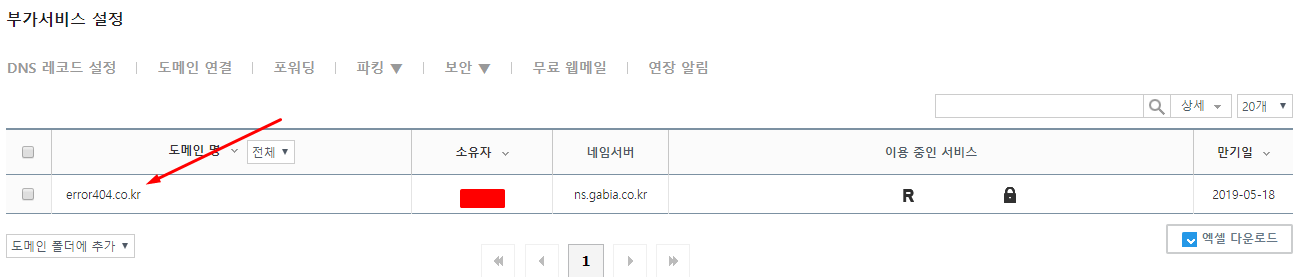 부가서비스 설정
DNS 레코드 설정 | 도메인 연결 | 포워딩 | 파킹 ▼ | 보안 ▼ | 무료 웹메일 | 연장 알림
상세 20개
도메인 명 전체 소유자 네임서버 이용 중인 서비스 만기일
error404.co.kr ns.gabia.co.kr R 2019-05-18
도메인 폴더에 추가 엑셀 다운로드
1